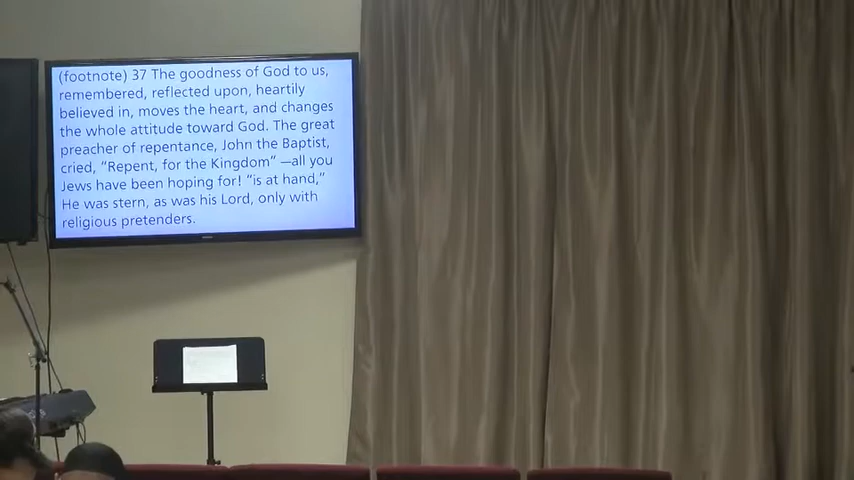 (footnote) 37 The goodness of God to us,
remembered, reflected upon, heartily
believed in, moves the heart, and changes
the whole attitude toward God. The great
preacher of repentance, John the Baptist,
cried, “Repent, for the Kingdom” —all you
Jews have been hoping for! “is at hand,”
He was stern, as was his Lord, only with
religious pretenders.